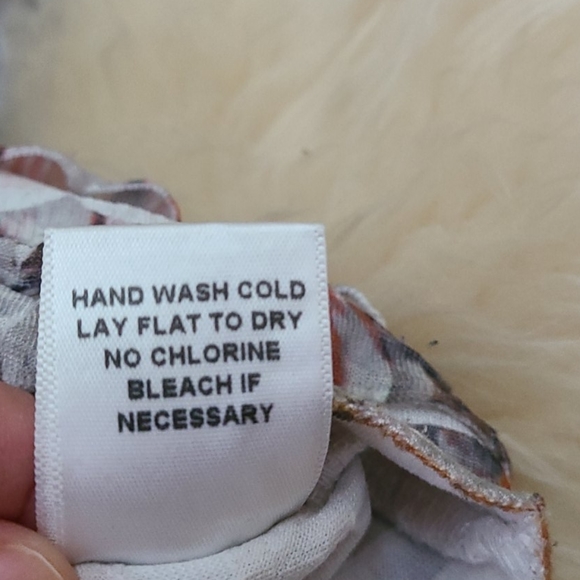 HAND WASH COLD
LAY FLAT TO DRY
NO CHLORINE
BLEACH IF
NECESSARY